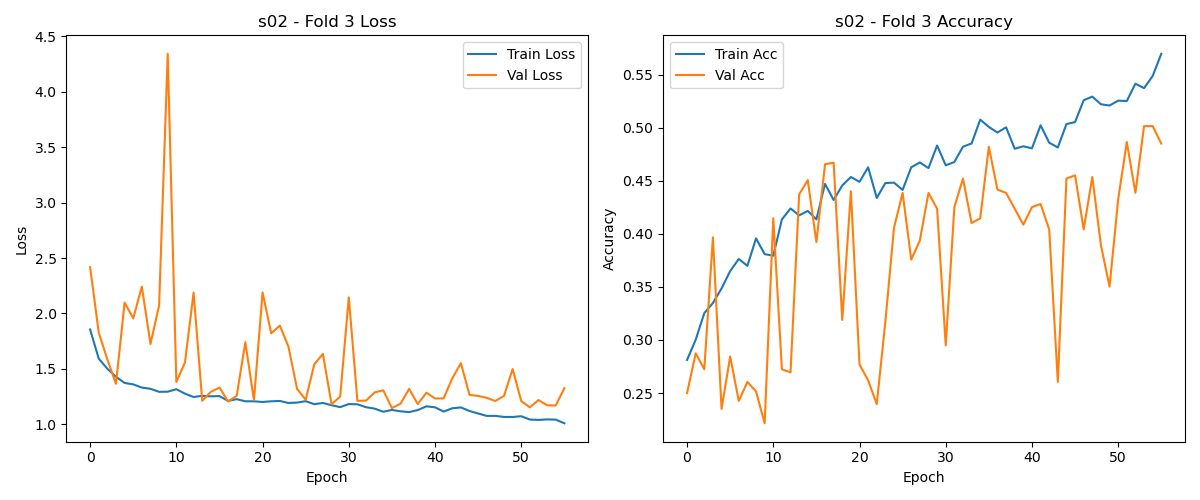 s02 - Fold 3 Loss
Train Loss
Val Loss
4.5
4.0
3.5
3.0
2.5
2.0
1.5
1.0
Loss
0 10 20 30 40 50
Epoch
s02 - Fold 3 Accuracy
Train Acc
Val Acc
0.55
0.50
0.45
0.40
0.35
0.30
0.25
Accuracy
0 10 20 30 40 50
Epoch